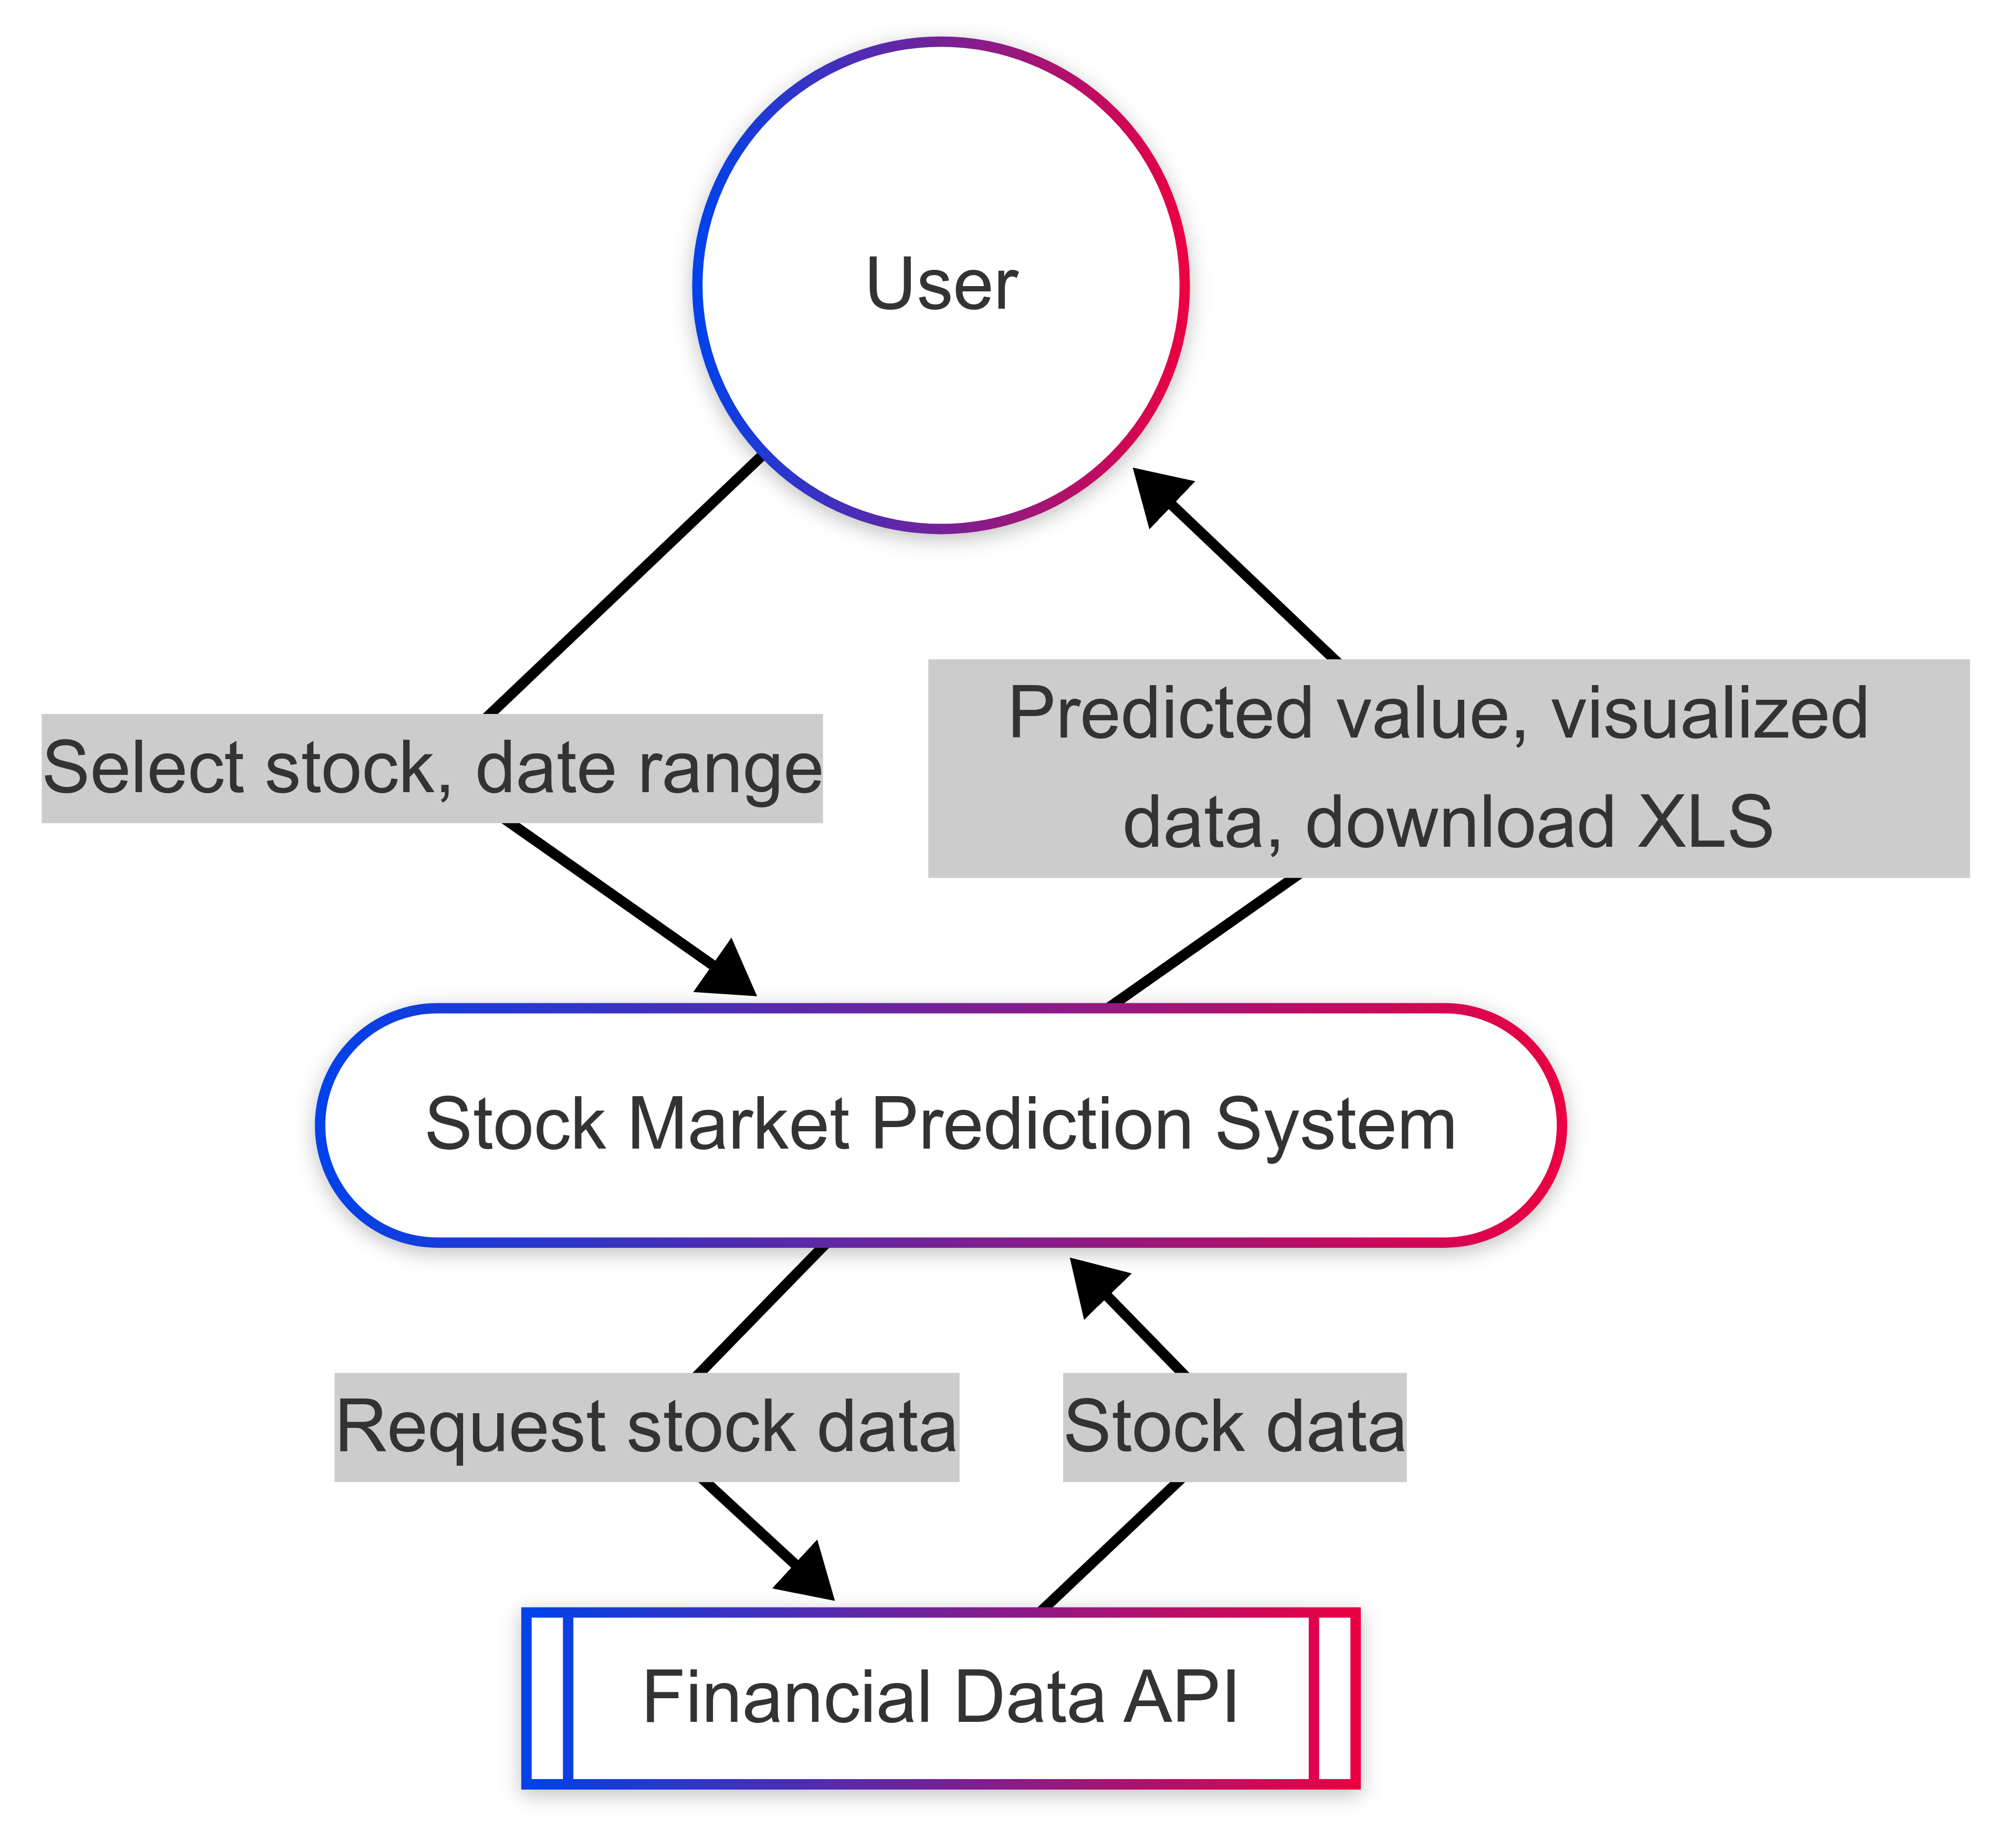 User
Select stock, date range
Predicted value, visualized
data, download XLS
Stock Market Prediction System
Request stock data
Stock data
Financial Data API